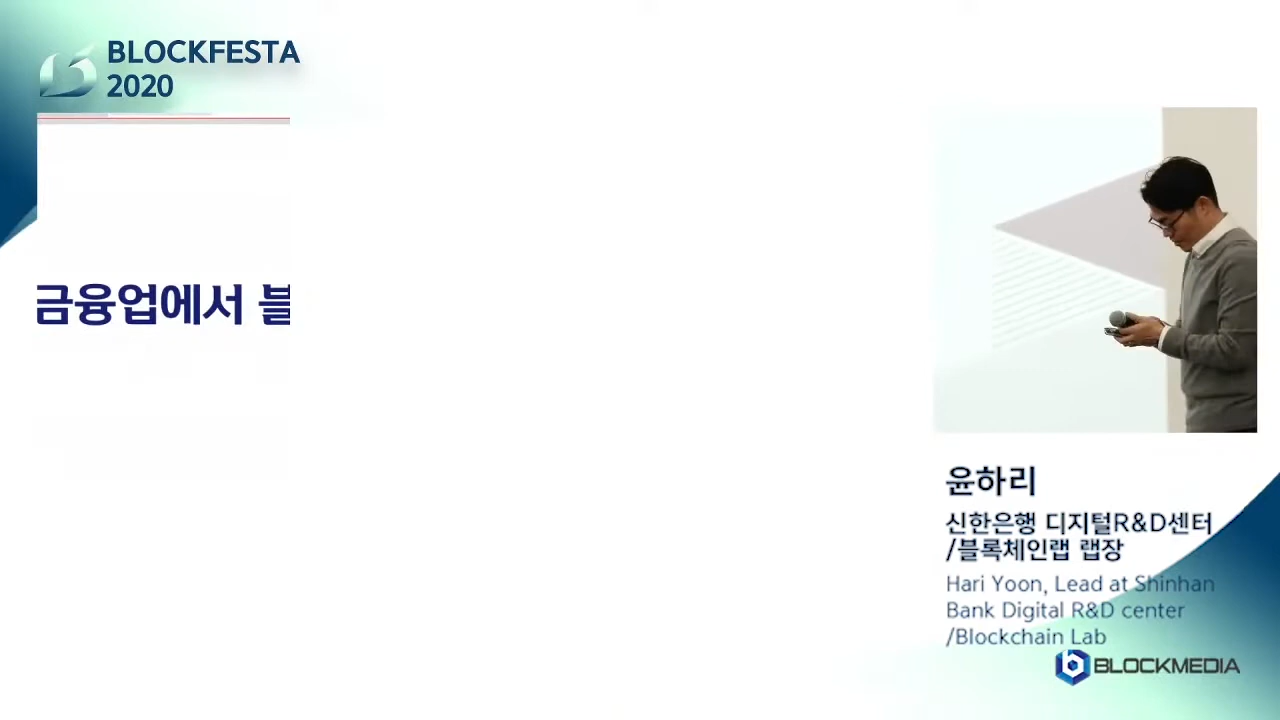 BLOCKFESTA
2020
금융업에서 블
윤하리
신한은행 디지털R&D센터
/블록체인랩 랩장
Hari Yoon, Lead at Shinhan
Bank Digital R&D center
/Blockchain Lab
BLOCKMEDIA